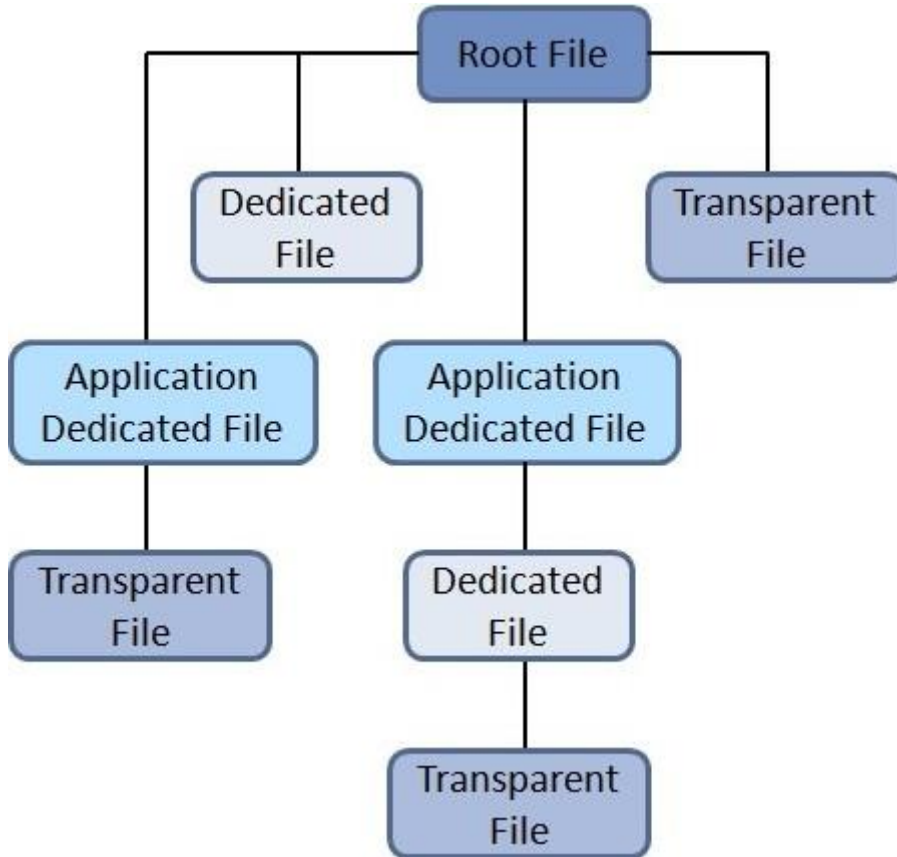 Root File
Dedicated
File
Transparent
File
Application
Dedicated File
Application
Dedicated File
Transparent
File
Dedicated
File
Transparent
File